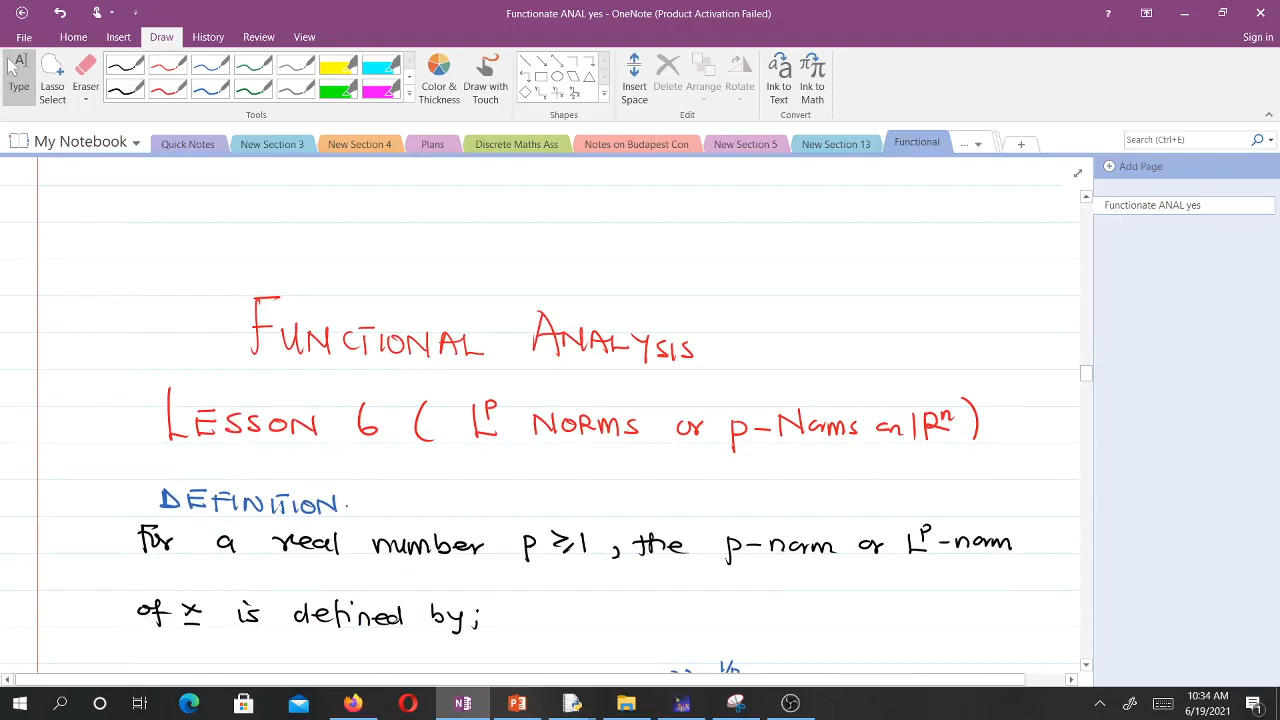 Functionate ANAL yes - OneNote (Product Activation Failed)
File Home Insert Draw History Review View Sign in
Type Lasso Select Eraser Color & Thickness Draw with Touch Insert Space Delete Arrange Rotate Ink to Text Ink to Math
Tools Shapes Edit Convert
My Notebook Quick Notes New Section 3 New Section 4 Plans Discrete Maths Ass Notes on Budapest Con New Section 5 New Section 13 Functional ... + Search (Ctrl+E)
Add Page
Functionate ANAL yes
FUNCTIONAL ANALYSIS
LESSON 6 ( Lᵖ NORMS or p-Norms on ℝⁿ )
DEFINITION.
For a real number p ≥ 1, the p-norm or Lᵖ-norm
of x is defined by;
1/p
10:34 AM
6/19/2021